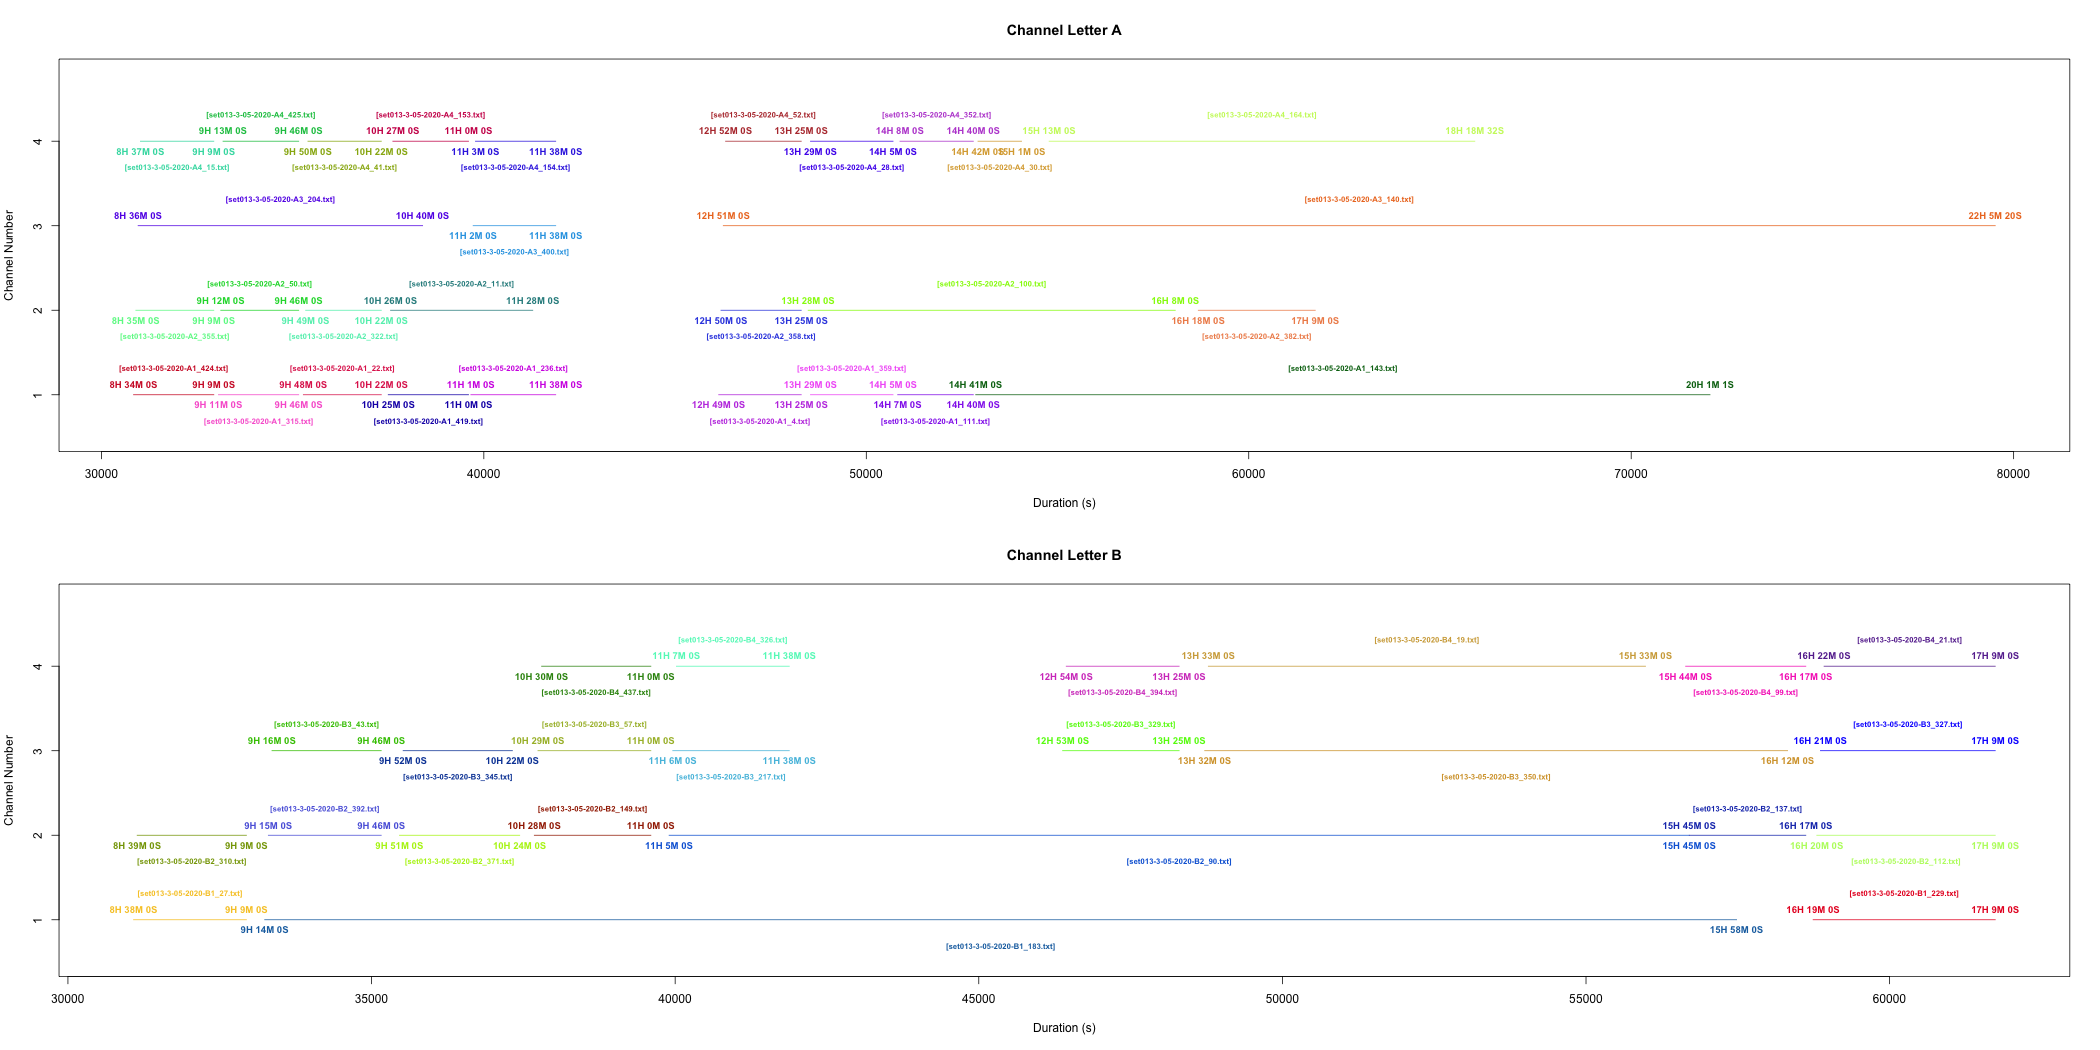 Channel Letter A
[set013-3-05-2020-A4_425.txt] [set013-3-05-2020-A4_153.txt] [set013-3-05-2020-A4_52.txt] [set013-3-05-2020-A4_352.txt] [set013-3-05-2020-A4_184.txt]
9H 13M 0S 9H 46M 0S 10H 27M 0S 11H 0M 0S 12H 52M 0S 13H 25M 0S 14H 8M 0S 14H 40M 0S 15H 13M 0S 18H 18M 32S
4
8H 37M 0S 9H 9M 0S 9H 50M 0S 10H 22M 0S 11H 3M 0S 11H 38M 0S 13H 29M 0S 14H 5M 0S 14H 42M 0S 15H 1M 0S
[set013-3-05-2020-A4_15.txt] [set013-3-05-2020-A4_41.txt] [set013-3-05-2020-A4_154.txt] [set013-3-05-2020-A4_28.txt] [set013-3-05-2020-A4_30.txt]
[set013-3-05-2020-A3_204.txt] [set013-3-05-2020-A3_140.txt]
8H 36M 0S 10H 40M 0S 12H 51M 0S 22H 5M 20S
3
11H 2M 0S 11H 38M 0S
[set013-3-05-2020-A3_400.txt]
[set013-3-05-2020-A2_50.txt] [set013-3-05-2020-A2_11.txt] [set013-3-05-2020-A2_100.txt]
9H 12M 0S 9H 46M 0S 10H 26M 0S 11H 28M 0S 13H 28M 0S 16H 8M 0S
2
8H 35M 0S 9H 9M 0S 9H 49M 0S 10H 22M 0S 12H 50M 0S 13H 25M 0S 16H 18M 0S 17H 9M 0S
[set013-3-05-2020-A2_355.txt] [set013-3-05-2020-A2_322.txt] [set013-3-05-2020-A2_358.txt] [set013-3-05-2020-A2_382.txt]
[set013-3-05-2020-A1_424.txt] [set013-3-05-2020-A1_22.txt] [set013-3-05-2020-A1_236.txt] [set013-3-05-2020-A1_359.txt] [set013-3-05-2020-A1_143.txt]
8H 34M 0S 9H 9M 0S 9H 48M 0S 10H 22M 0S 11H 1M 0S 11H 38M 0S 13H 29M 0S 14H 5M 0S 14H 41M 0S 20H 1M 1S
1
9H 11M 0S 9H 46M 0S 10H 25M 0S 11H 0M 0S 12H 49M 0S 13H 25M 0S 14H 7M 0S 14H 40M 0S
[set013-3-05-2020-A1_315.txt] [set013-3-05-2020-A1_419.txt] [set013-3-05-2020-A1_4.txt] [set013-3-05-2020-A1_111.txt]
Channel Number
30000 40000 50000 60000 70000 80000
Duration (s)
Channel Letter B
[set013-3-05-2020-B4_326.txt] [set013-3-05-2020-B4_19.txt] [set013-3-05-2020-B4_21.txt]
11H 7M 0S 11H 38M 0S 13H 33M 0S 15H 33M 0S 16H 22M 0S 17H 9M 0S
4
10H 30M 0S 11H 0M 0S 12H 54M 0S 13H 25M 0S 15H 44M 0S 16H 17M 0S
[set013-3-05-2020-B4_437.txt] [set013-3-05-2020-B4_394.txt] [set013-3-05-2020-B4_99.txt]
[set013-3-05-2020-B3_43.txt] [set013-3-05-2020-B3_57.txt] [set013-3-05-2020-B3_329.txt] [set013-3-05-2020-B3_327.txt]
9H 16M 0S 9H 46M 0S 10H 29M 0S 11H 0M 0S 12H 53M 0S 13H 25M 0S 16H 21M 0S 17H 9M 0S
3
9H 52M 0S 10H 22M 0S 11H 6M 0S 11H 38M 0S 13H 32M 0S 16H 12M 0S
[set013-3-05-2020-B3_345.txt] [set013-3-05-2020-B3_217.txt] [set013-3-05-2020-B3_350.txt]
[set013-3-05-2020-B2_392.txt] [set013-3-05-2020-B2_149.txt] [set013-3-05-2020-B2_137.txt]
9H 15M 0S 9H 46M 0S 10H 28M 0S 11H 0M 0S 15H 45M 0S 16H 17M 0S
2
8H 39M 0S 9H 9M 0S 9H 51M 0S 10H 24M 0S 11H 5M 0S 15H 45M 0S 16H 20M 0S 17H 9M 0S
[set013-3-05-2020-B2_310.txt] [set013-3-05-2020-B2_371.txt] [set013-3-05-2020-B2_90.txt] [set013-3-05-2020-B2_112.txt]
[set013-3-05-2020-B1_27.txt] [set013-3-05-2020-B1_229.txt]
8H 38M 0S 9H 9M 0S 16H 19M 0S 17H 9M 0S
1
9H 14M 0S 15H 58M 0S
[set013-3-05-2020-B1_183.txt]
Channel Number
30000 35000 40000 45000 50000 55000 60000
Duration (s)